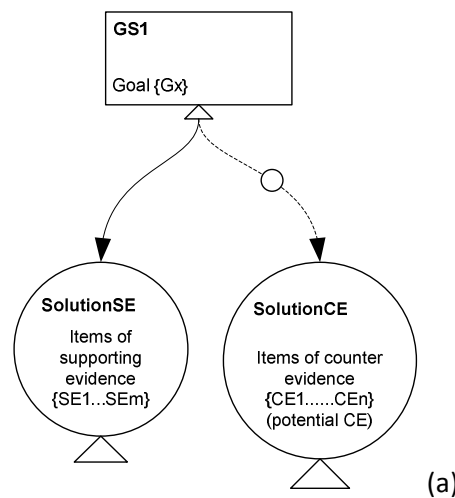 GS1
Goal {Gx}
SolutionSE
Items of
supporting
evidence
{SE1...SEm}
SolutionCE
Items of counter
evidence
{CE1......CEn}
(potential CE)
(a)